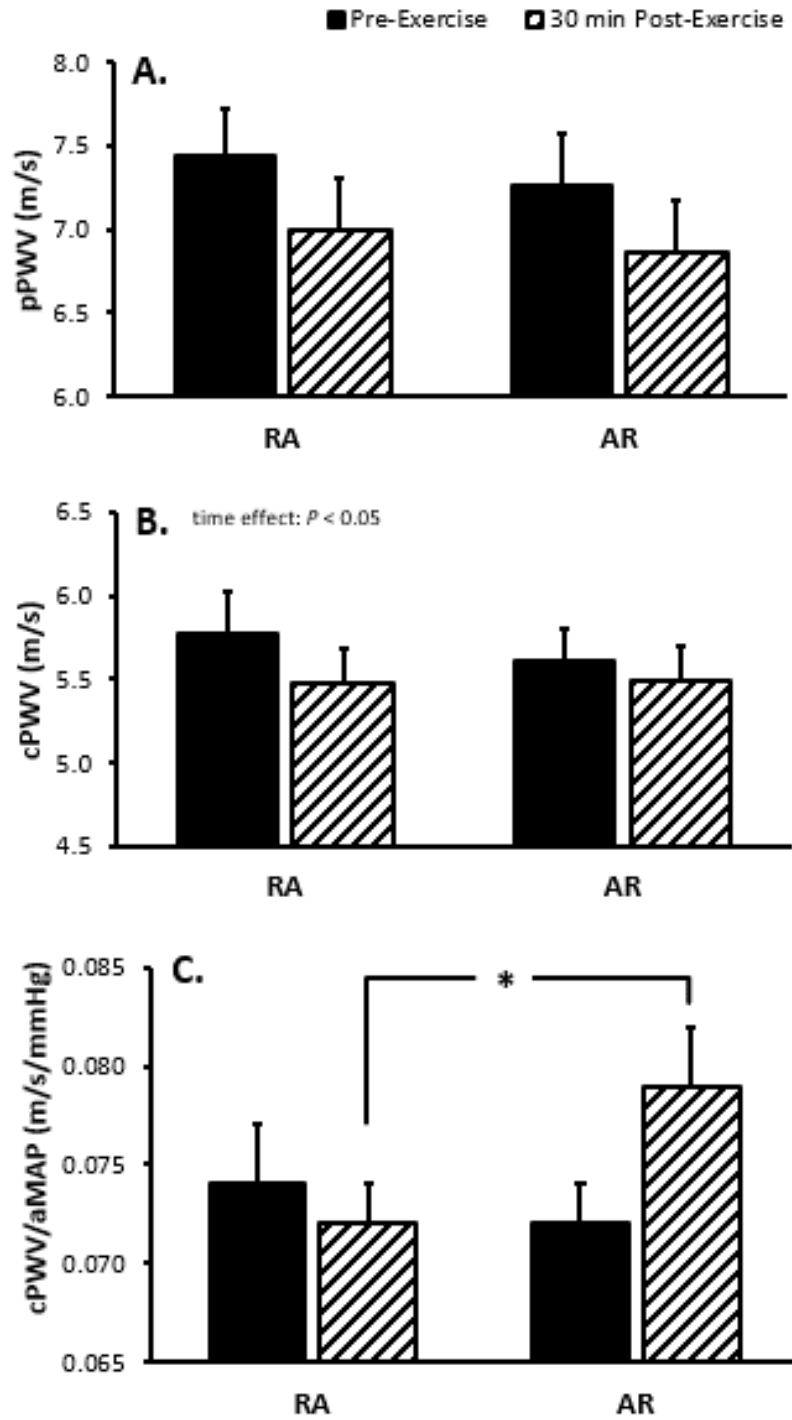 Pre-Exercise 30 min Post-Exercise
A.
pPWV (m/s)
8.0
7.5
7.0
6.5
6.0
RA AR
B. time effect: P < 0.05
cPWV (m/s)
6.5
6.0
5.5
5.0
4.5
RA AR
C.
*
cPWV/aMAP (m/s/mmHg)
0.085
0.080
0.075
0.070
0.065
RA AR